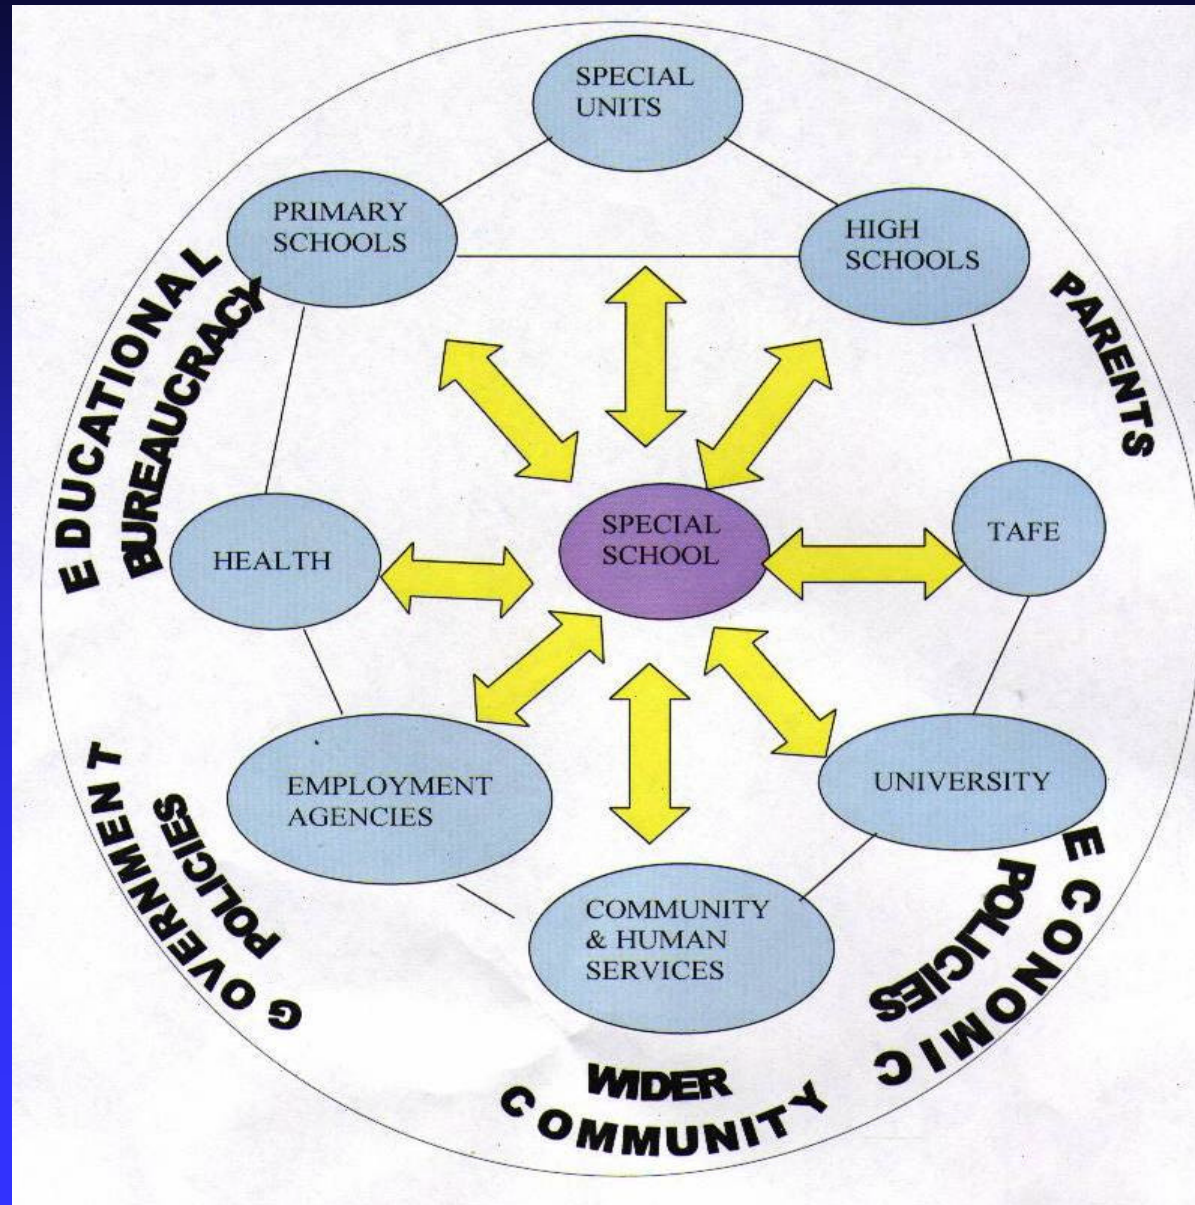 SPECIAL
UNITS
PRIMARY
SCHOOLS
HIGH
SCHOOLS
EDUCATIONAL
BUREAUCRACY
PARENTS
SPECIAL
SCHOOL
TAFE
HEALTH
EMPLOYMENT
AGENCIES
UNIVERSITY
GOVERNMENT
POLICIES
COMMUNITY
& HUMAN
SERVICES
ECONOMIC
POLICIES
WIDER
COMMUNITY